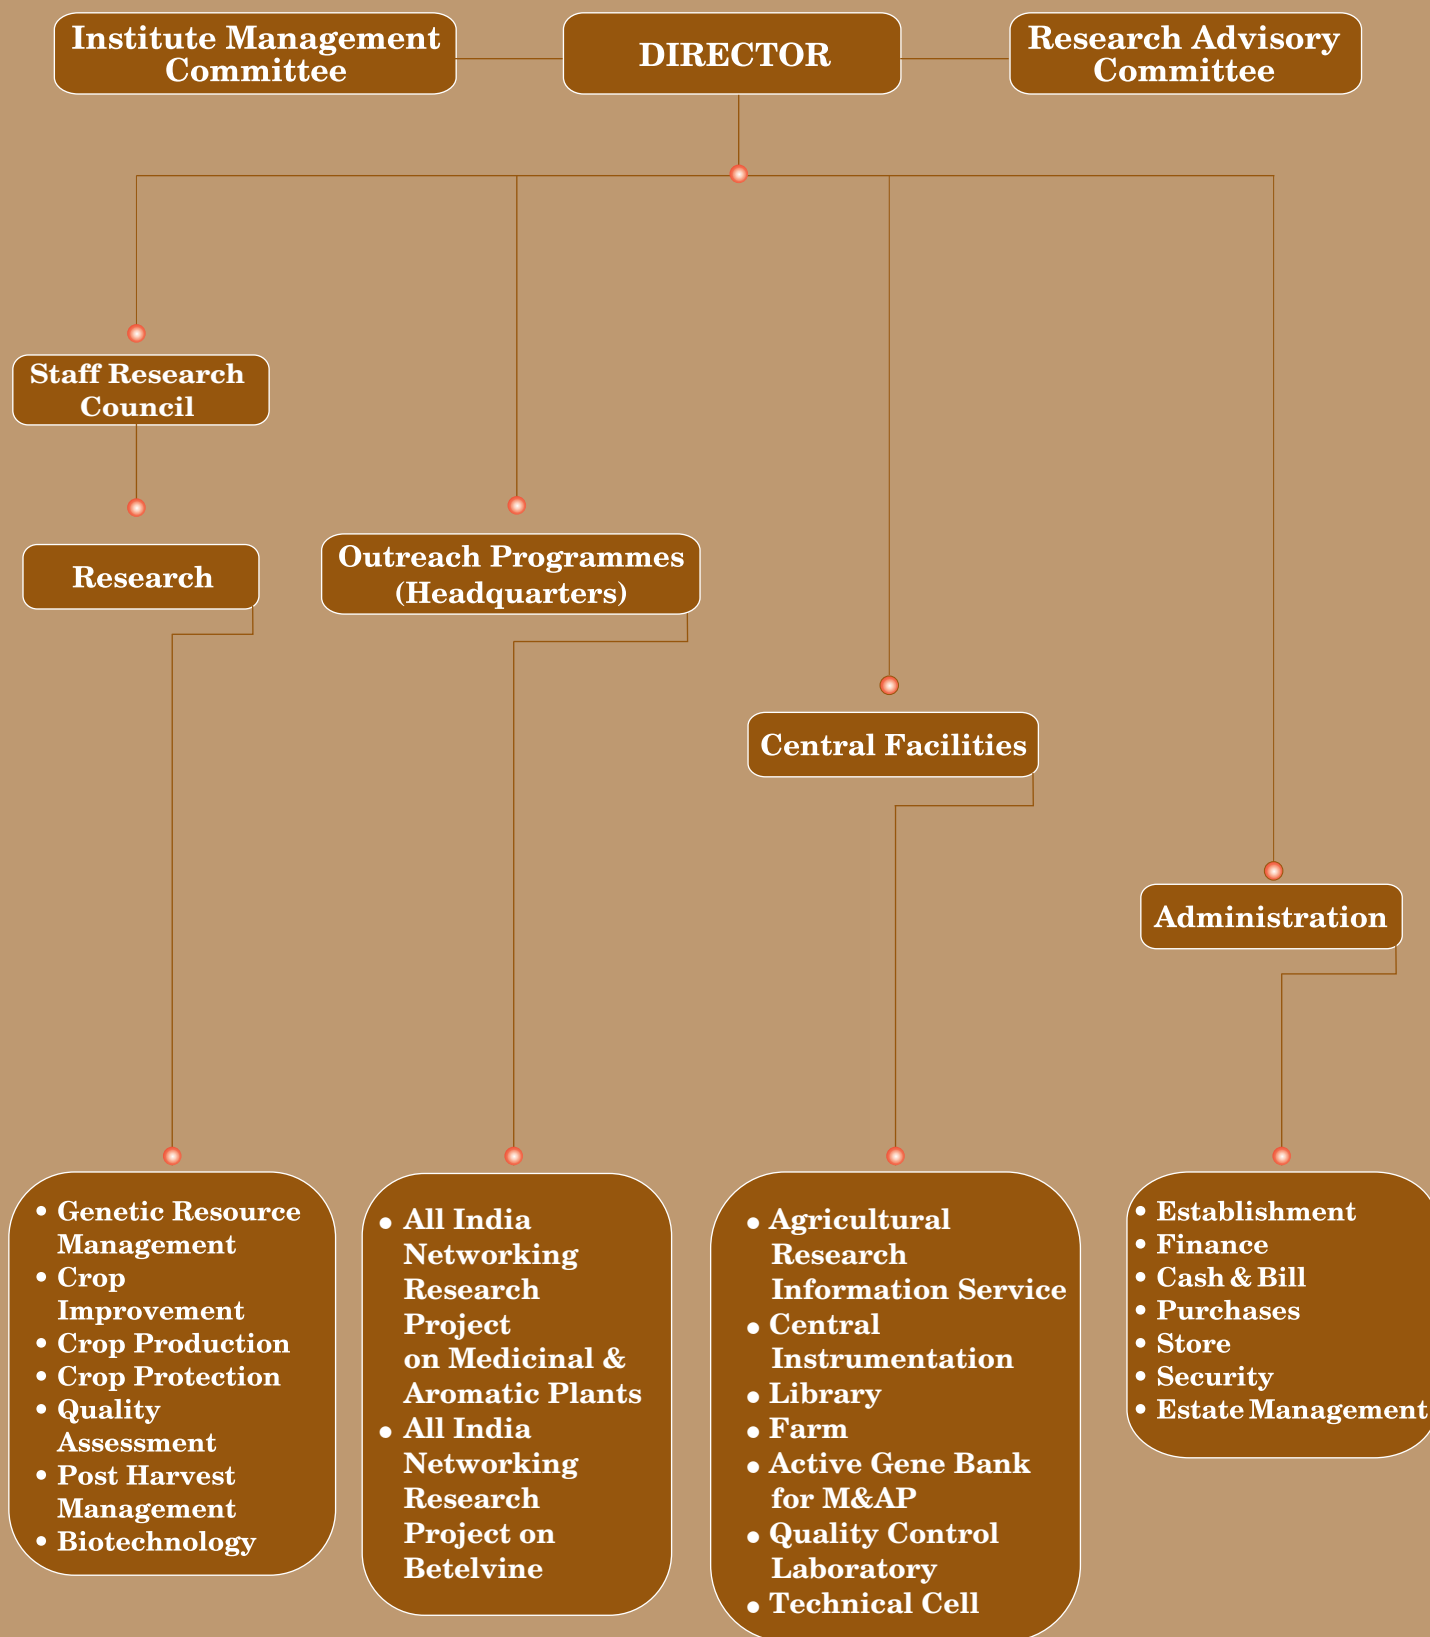 Institute Management
Committee
DIRECTOR
Research Advisory
Committee
Staff Research
Council
Research
Outreach Programmes
(Headquarters)
Central Facilities
Administration
• Genetic Resource
Management
• Crop
Improvement
• Crop Production
• Crop Protection
• Quality
Assessment
• Post Harvest
Management
• Biotechnology
• All India
Networking
Research
Project
on Medicinal &
Aromatic Plants
• All India
Networking
Research
Project on
Betelvine
• Agricultural
Research
Information Service
• Central
Instrumentation
• Library
• Farm
• Active Gene Bank
for M&AP
• Quality Control
Laboratory
• Technical Cell
• Establishment
• Finance
• Cash & Bill
• Purchases
• Store
• Security
• Estate Management